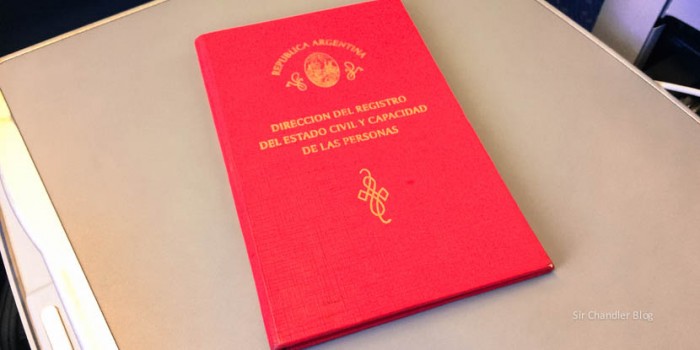 REPUBLICA ARGENTINA
DIRECCION DEL REGISTRO
DEL ESTADO CIVIL Y CAPACIDAD
DE LAS PERSONAS
Sir Chandler Blog